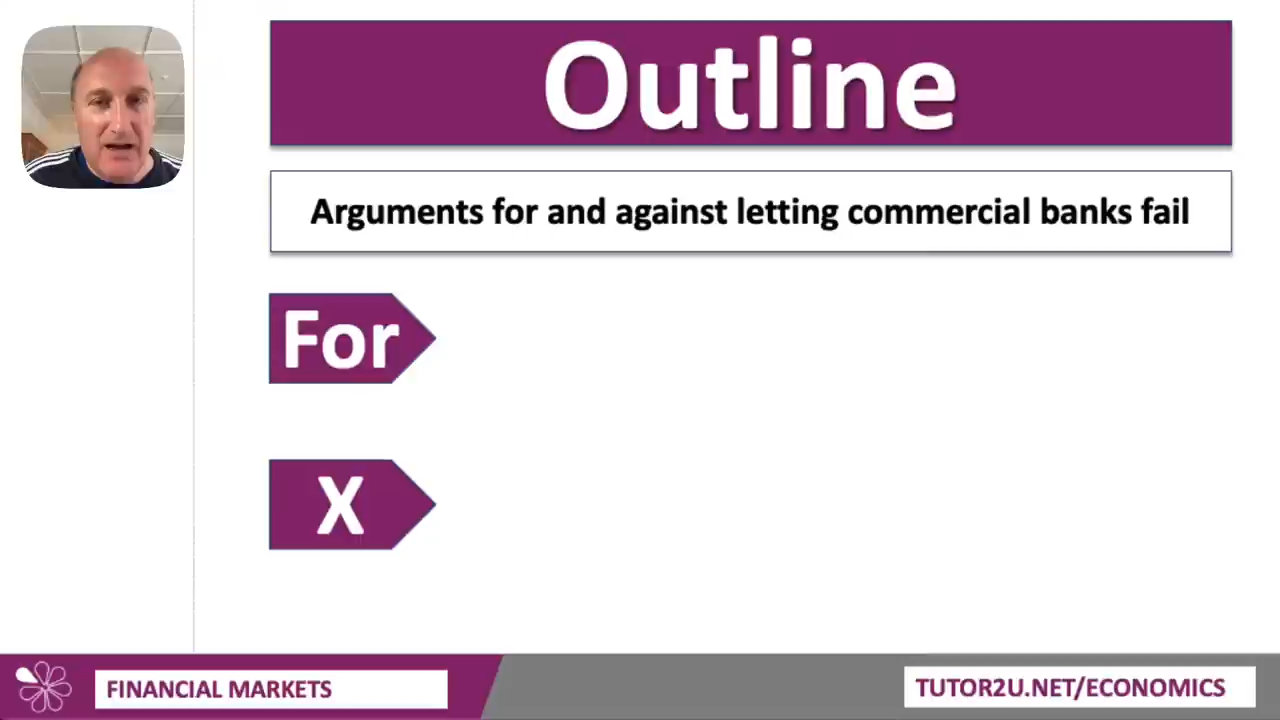 Outline
Arguments for and against letting commercial banks fail
For
X
FINANCIAL MARKETS
TUTOR2U.NET/ECONOMICS